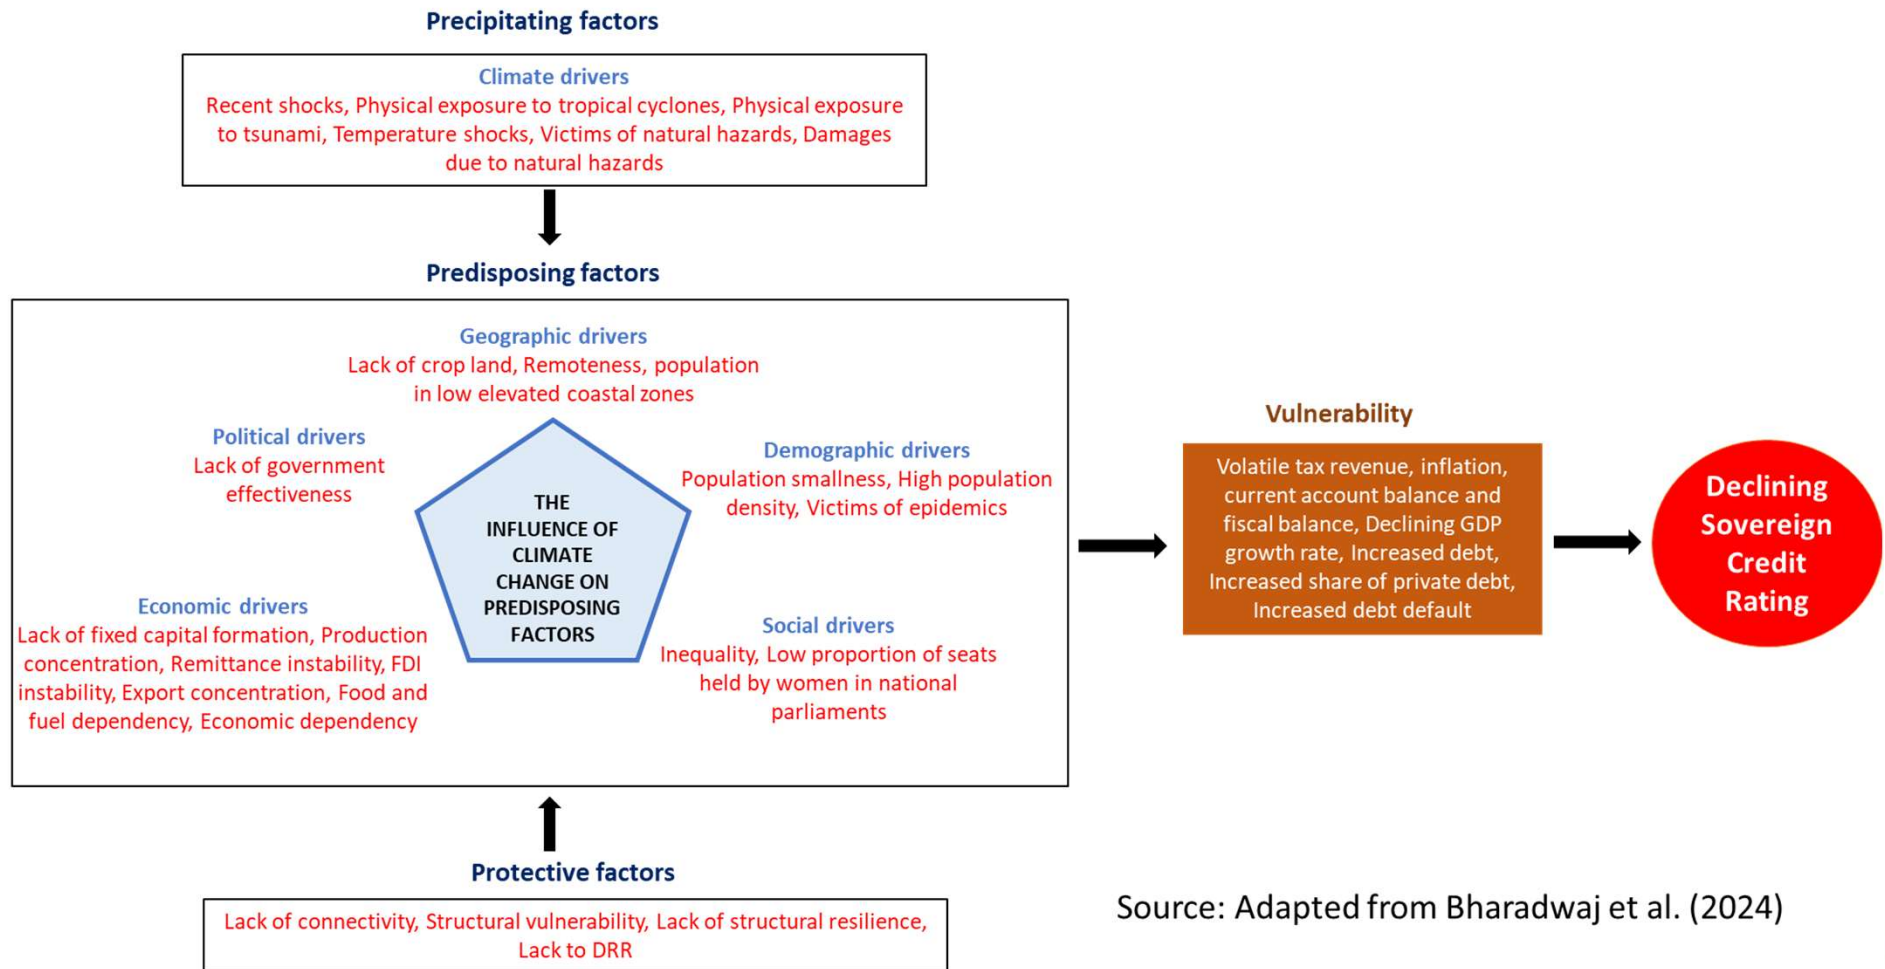 Precipitating factors
Climate drivers
Recent shocks, Physical exposure to tropical cyclones, Physical exposure
to tsunami, Temperature shocks, Victims of natural hazards, Damages
due to natural hazards
Predisposing factors
Geographic drivers
Lack of crop land, Remoteness, population
in low elevated coastal zones
Political drivers
Lack of government
effectiveness
Demographic drivers
Population smallness, High population
density, Victims of epidemics
THE
INFLUENCE OF
CLIMATE
CHANGE ON
PREDISPOSING
FACTORS
Economic drivers
Lack of fixed capital formation, Production
concentration, Remittance instability, FDI
instability, Export concentration, Food and
fuel dependency, Economic dependency
Social drivers
Inequality, Low proportion of seats
held by women in national
parliaments
Vulnerability
Volatile tax revenue, inflation,
current account balance and
fiscal balance, Declining GDP
growth rate, Increased debt,
Increased share of private debt,
Increased debt default
Declining
Sovereign
Credit
Rating
Protective factors
Lack of connectivity, Structural vulnerability, Lack of structural resilience,
Lack to DRR
Source: Adapted from Bharadwaj et al. (2024)